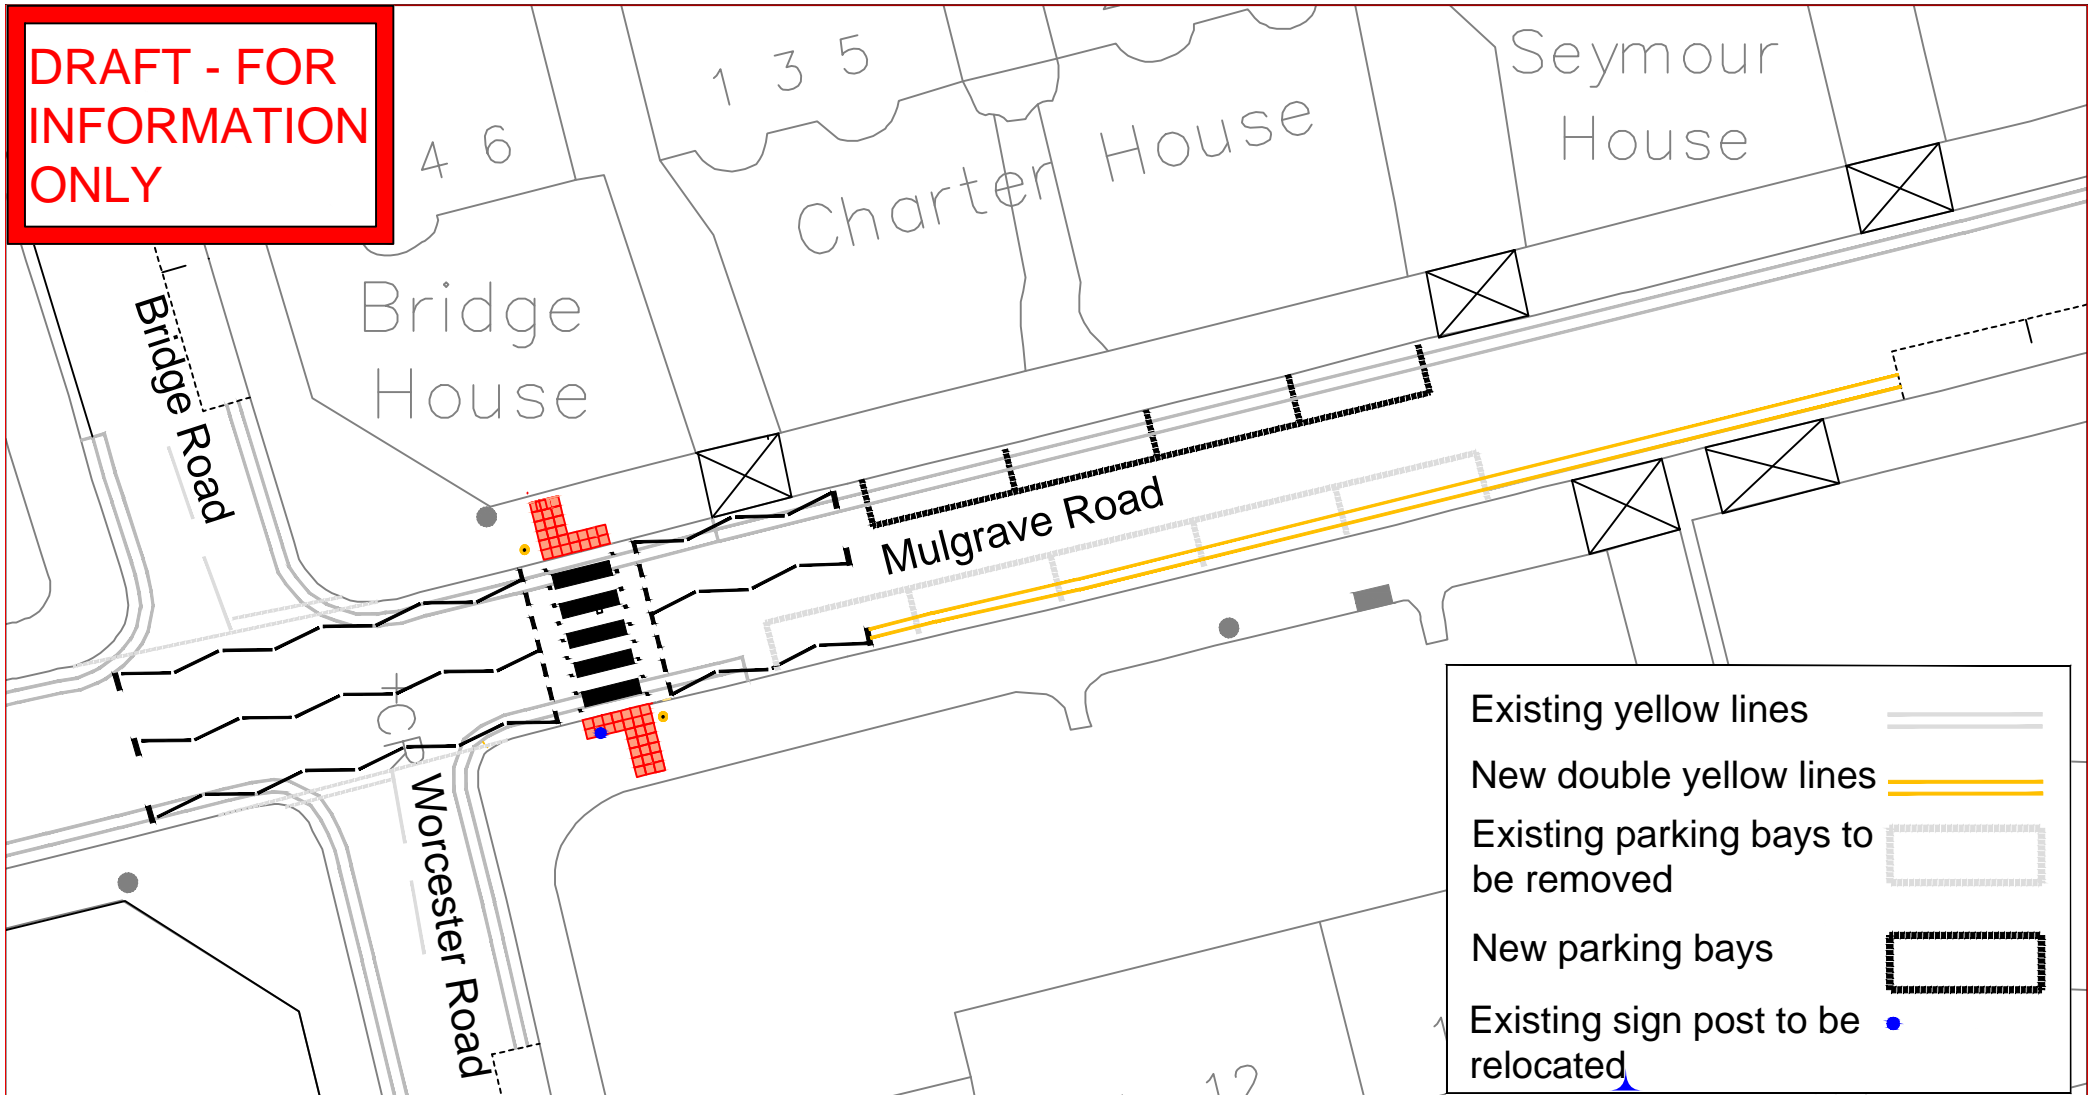 DRAFT - FOR
INFORMATION
ONLY
4 6
1 3 5
Seymour
House
Charter House
Bridge
House
Bridge Road
Mulgrave Road
Worcester Road
12
Existing yellow lines
New double yellow lines
Existing parking bays to
be removed
New parking bays
Existing sign post to be
relocated